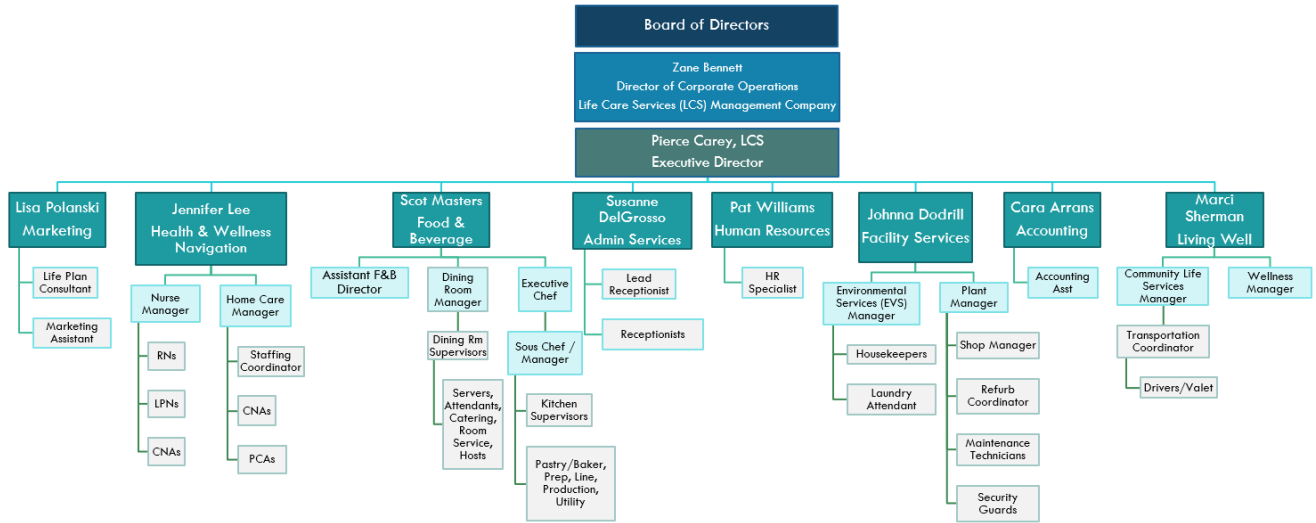 Board of Directors
Zane Bennett
Director of Corporate Operations
Life Care Services (LCS) Management Company
Pierce Carey, LCS
Executive Director
Lisa Polanski
Marketing
Life Plan
Consultant
Marketing
Assistant
Jennifer Lee
Health & Wellness
Navigation
Nurse
Manager
RNs
LPNs
CNAs
Home Care
Manager
Staffing
Coordinator
CNAs
PCAs
Scot Masters
Food &
Beverage
Assistant F&B
Director
Dining
Room
Manager
Dining Rm
Supervisors
Servers,
Attendants,
Catering,
Room
Service,
Hosts
Executive
Chef
Sous Chef /
Manager
Kitchen
Supervisors
Pastry/Baker,
Prep, Line,
Production,
Utility
Susanne
DelGrosso
Admin Services
Lead
Receptionist
Receptionists
Pat Williams
Human Resources
HR
Specialist
Johnna Dodrill
Facility Services
Environmental
Services (EVS)
Manager
Housekeepers
Laundry
Attendant
Plant
Manager
Shop Manager
Refurb
Coordinator
Maintenance
Technicians
Security
Guards
Cara Arrans
Accounting
Accounting
Asst
Marci
Sherman
Living Well
Community Life
Services
Manager
Transportation
Coordinator
Drivers/Valet
Wellness
Manager